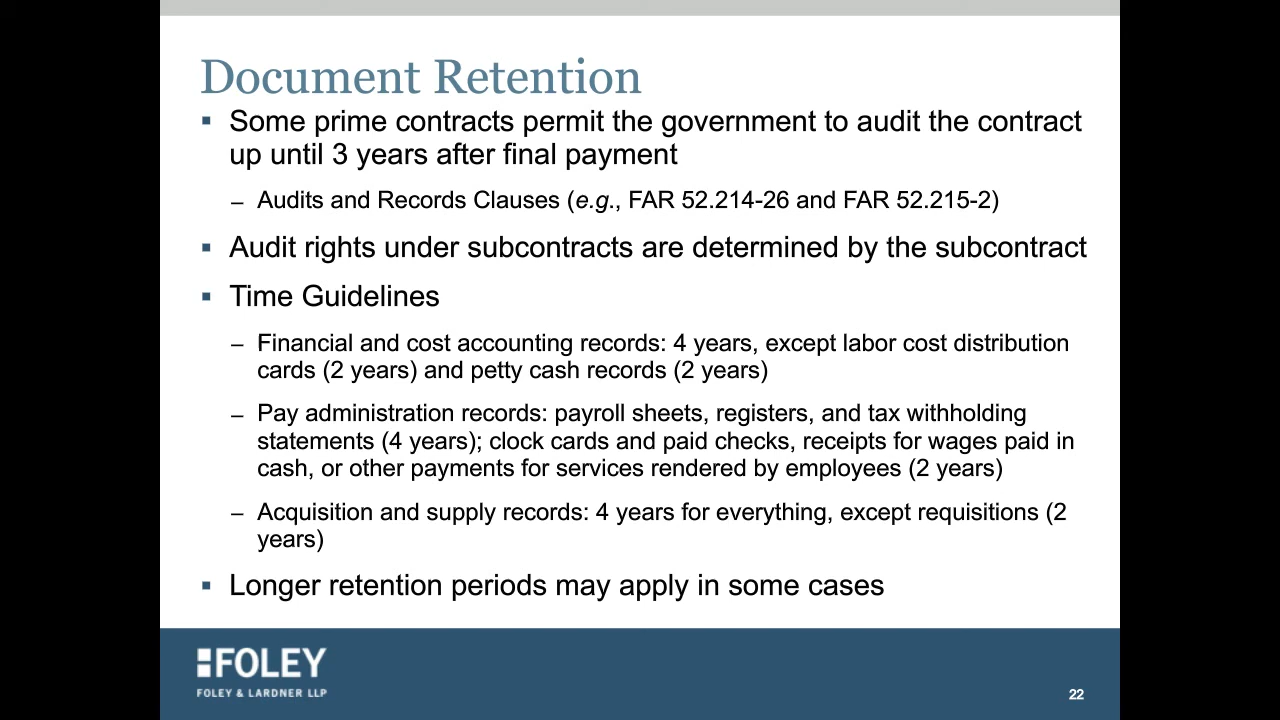 Document Retention
▪ Some prime contracts permit the government to audit the contract
up until 3 years after final payment
– Audits and Records Clauses (e.g., FAR 52.214-26 and FAR 52.215-2)
▪ Audit rights under subcontracts are determined by the subcontract
▪ Time Guidelines
– Financial and cost accounting records: 4 years, except labor cost distribution
cards (2 years) and petty cash records (2 years)
– Pay administration records: payroll sheets, registers, and tax withholding
statements (4 years); clock cards and paid checks, receipts for wages paid in
cash, or other payments for services rendered by employees (2 years)
– Acquisition and supply records: 4 years for everything, except requisitions (2
years)
▪ Longer retention periods may apply in some cases
FOLEY
FOLEY & LARDNER LLP
22